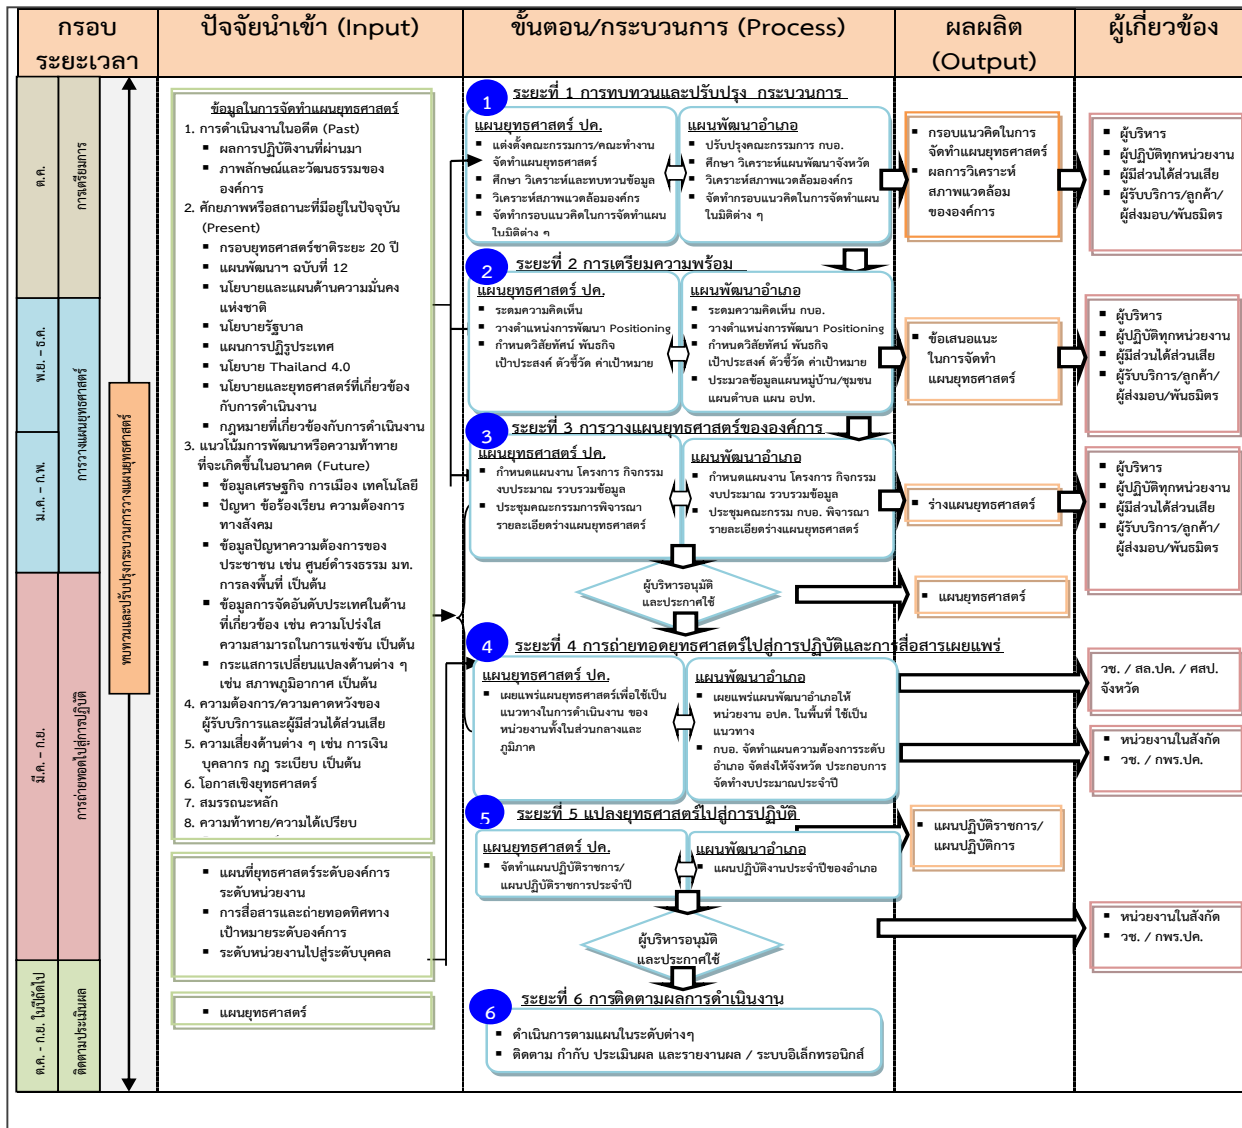 กรอบ
ระยะเวลา
ปัจจัยนำเข้า (Input)
ขั้นตอน/กระบวนการ (Process)
ผลผลิต
(Output)
ผู้เกี่ยวข้อง
ต.ค.
การเตรียมการ
พ.ย. – ธ.ค.
ม.ค. – ก.พ.
การวางแผนยุทธศาสตร์
มี.ค. – ก.ย.
การถ่ายทอดไปสู่การปฏิบัติ
ต.ค. - ก.ย. ในปีถัดไป
ติดตามประเมินผล
ทบทวนและปรับปรุงกระบวนการวางแผนยุทธศาสตร์
ข้อมูลในการจัดทำแผนยุทธศาสตร์
1. การดำเนินงานในอดีต (Past)
▪ ผลการปฏิบัติงานที่ผ่านมา
▪ ภาพลักษณ์และวัฒนธรรมของ
องค์การ
2. ศักยภาพหรือสถานะที่มีอยู่ในปัจจุบัน
(Present)
▪ กรอบยุทธศาสตร์ชาติระยะ 20 ปี
▪ แผนพัฒนาฯ ฉบับที่ 12
▪ นโยบายและแผนด้านความมั่นคง
แห่งชาติ
▪ นโยบายรัฐบาล
▪ แผนการปฏิรูประเทศ
▪ นโยบาย Thailand 4.0
▪ นโยบายและยุทธศาสตร์ที่เกี่ยวข้อง
กับการดำเนินงาน
▪ กฎหมายที่เกี่ยวข้องกับการดำเนินงาน
3. แนวโน้มการพัฒนาหรือความท้าทาย
ที่จะเกิดขึ้นในอนาคต (Future)
▪ ข้อมูลเศรษฐกิจ การเมือง เทคโนโลยี
▪ ปัญหา ข้อร้องเรียน ความต้องการ
ทางสังคม
▪ ข้อมูลปัญหาความต้องการของ
ประชาชน เช่น ศูนย์ดำรงธรรม มท.
การลงพื้นที่ เป็นต้น
▪ ข้อมูลการจัดอันดับประเทศในด้าน
ที่เกี่ยวข้อง เช่น ความโปร่งใส
ความสามารถในการแข่งขัน เป็นต้น
▪ กระแสการเปลี่ยนแปลงด้านต่าง ๆ
เช่น สภาพภูมิอากาศ เป็นต้น
4. ความต้องการ/ความคาดหวังของ
ผู้รับบริการและผู้มีส่วนได้ส่วนเสีย
5. ความเสี่ยงด้านต่าง ๆ เช่น การเงิน
บุคลากร กฎ ระเบียบ เป็นต้น
6. โอกาสเชิงยุทธศาสตร์
7. สมรรถนะหลัก
8. ความท้าทาย/ความได้เปรียบ
▪ แผนที่ยุทธศาสตร์ระดับองค์การ
ระดับหน่วยงาน
▪ การสื่อสารและถ่ายทอดทิศทาง
เป้าหมายระดับองค์การ
▪ ระดับหน่วยงานไปสู่ระดับบุคคล
▪ แผนยุทธศาสตร์
1
ระยะที่ 1 การทบทวนและปรับปรุง กระบวนการ
แผนยุทธศาสตร์ ปค.
▪ แต่งตั้งคณะกรรมการ/คณะทำงาน
จัดทำแผนยุทธศาสตร์
▪ ศึกษา วิเคราะห์และทบทวนข้อมูล
▪ วิเคราะห์สภาพแวดล้อมองค์กร
▪ จัดทำกรอบแนวคิดในการจัดทำแผน
ในมิติต่าง ๆ
แผนพัฒนาอำเภอ
▪ ปรับปรุงคณะกรรมการ กบอ.
▪ ศึกษา วิเคราะห์แผนพัฒนาจังหวัด
▪ วิเคราะห์สภาพแวดล้อมองค์กร
▪ จัดทำกรอบแนวคิดในการจัดทำแผน
ในมิติต่าง ๆ
▪ กรอบแนวคิดในการ
จัดทำแผนยุทธศาสตร์
▪ ผลการวิเคราะห์
สภาพแวดล้อม
ขององค์การ
▪ ผู้บริหาร
▪ ผู้ปฏิบัติทุกหน่วยงาน
▪ ผู้มีส่วนได้ส่วนเสีย
▪ ผู้รับบริการ/ลูกค้า/
ผู้ส่งมอบ/พันธมิตร
2
ระยะที่ 2 การเตรียมความพร้อม
แผนยุทธศาสตร์ ปค.
▪ ระดมความคิดเห็น
▪ วางตำแหน่งการพัฒนา Positioning
▪ กำหนดวิสัยทัศน์ พันธกิจ
เป้าประสงค์ ตัวชี้วัด ค่าเป้าหมาย
แผนพัฒนาอำเภอ
▪ ระดมความคิดเห็น กบอ.
▪ วางตำแหน่งการพัฒนา Positioning
▪ กำหนดวิสัยทัศน์ พันธกิจ
เป้าประสงค์ ตัวชี้วัด ค่าเป้าหมาย
▪ ประมวลข้อมูลแผนหมู่บ้าน/ชุมชน
แผนตำบล แผน อปท.
▪ ข้อเสนอแนะ
ในการจัดทำ
แผนยุทธศาสตร์
▪ ผู้บริหาร
▪ ผู้ปฏิบัติทุกหน่วยงาน
▪ ผู้มีส่วนได้ส่วนเสีย
▪ ผู้รับบริการ/ลูกค้า/
ผู้ส่งมอบ/พันธมิตร
3
ระยะที่ 3 การวางแผนยุทธศาสตร์ขององค์การ
แผนยุทธศาสตร์ ปค.
▪ กำหนดแผนงาน โครงการ กิจกรรม
งบประมาณ รวบรวมข้อมูล
▪ ประชุมคณะกรรมการพิจารณา
รายละเอียดร่างแผนยุทธศาสตร์
แผนพัฒนาอำเภอ
▪ กำหนดแผนงาน โครงการ กิจกรรม
งบประมาณ รวบรวมข้อมูล
▪ ประชุมคณะกรรม กบอ. พิจารณา
รายละเอียดร่างแผนยุทธศาสตร์
▪ ร่างแผนยุทธศาสตร์
▪ ผู้บริหาร
▪ ผู้ปฏิบัติทุกหน่วยงาน
▪ ผู้มีส่วนได้ส่วนเสีย
▪ ผู้รับบริการ/ลูกค้า/
ผู้ส่งมอบ/พันธมิตร
ผู้บริหารอนุมัติ
และประกาศใช้
▪ แผนยุทธศาสตร์
4
ระยะที่ 4 การถ่ายทอดยุทธศาสตร์ไปสู่การปฏิบัติและการสื่อสารเผยแพร่
แผนยุทธศาสตร์ ปค.
▪ เผยแพร่แผนยุทธศาสตร์เพื่อใช้เป็น
แนวทางในการดำเนินงาน ของ
หน่วยงานทั้งในส่วนกลางและ
ภูมิภาค
แผนพัฒนาอำเภอ
▪ เผยแพร่แผนพัฒนาอำเภอให้
หน่วยงาน อปค. ในพื้นที่ ใช้เป็น
แนวทาง
▪ กบอ. จัดทำแผนความต้องการระดับ
อำเภอ จัดส่งให้จังหวัด ประกอบการ
จัดทำงบประมาณประจำปี
วช. / สล.ปค. / ศสป.
จังหวัด
▪ หน่วยงานในสังกัด
▪ วช. / กพร.ปค.
5
ระยะที่ 5 แปลงยุทธศาสตร์ไปสู่การปฏิบัติ
แผนยุทธศาสตร์ ปค.
▪ จัดทำแผนปฏิบัติราชการ/
แผนปฏิบัติราชการประจำปี
แผนพัฒนาอำเภอ
▪ แผนปฏิบัติงานประจำปีของอำเภอ
▪ แผนปฏิบัติราชการ/
แผนปฏิบัติการ
ผู้บริหารอนุมัติ
และประกาศใช้
▪ หน่วยงานในสังกัด
▪ วช. / กพร.ปค.
6
ระยะที่ 6 การติดตามผลการดำเนินงาน
▪ ดำเนินการตามแผนในระดับต่างๆ
▪ ติดตาม กำกับ ประเมินผล และรายงานผล / ระบบอิเล็กทรอนิกส์